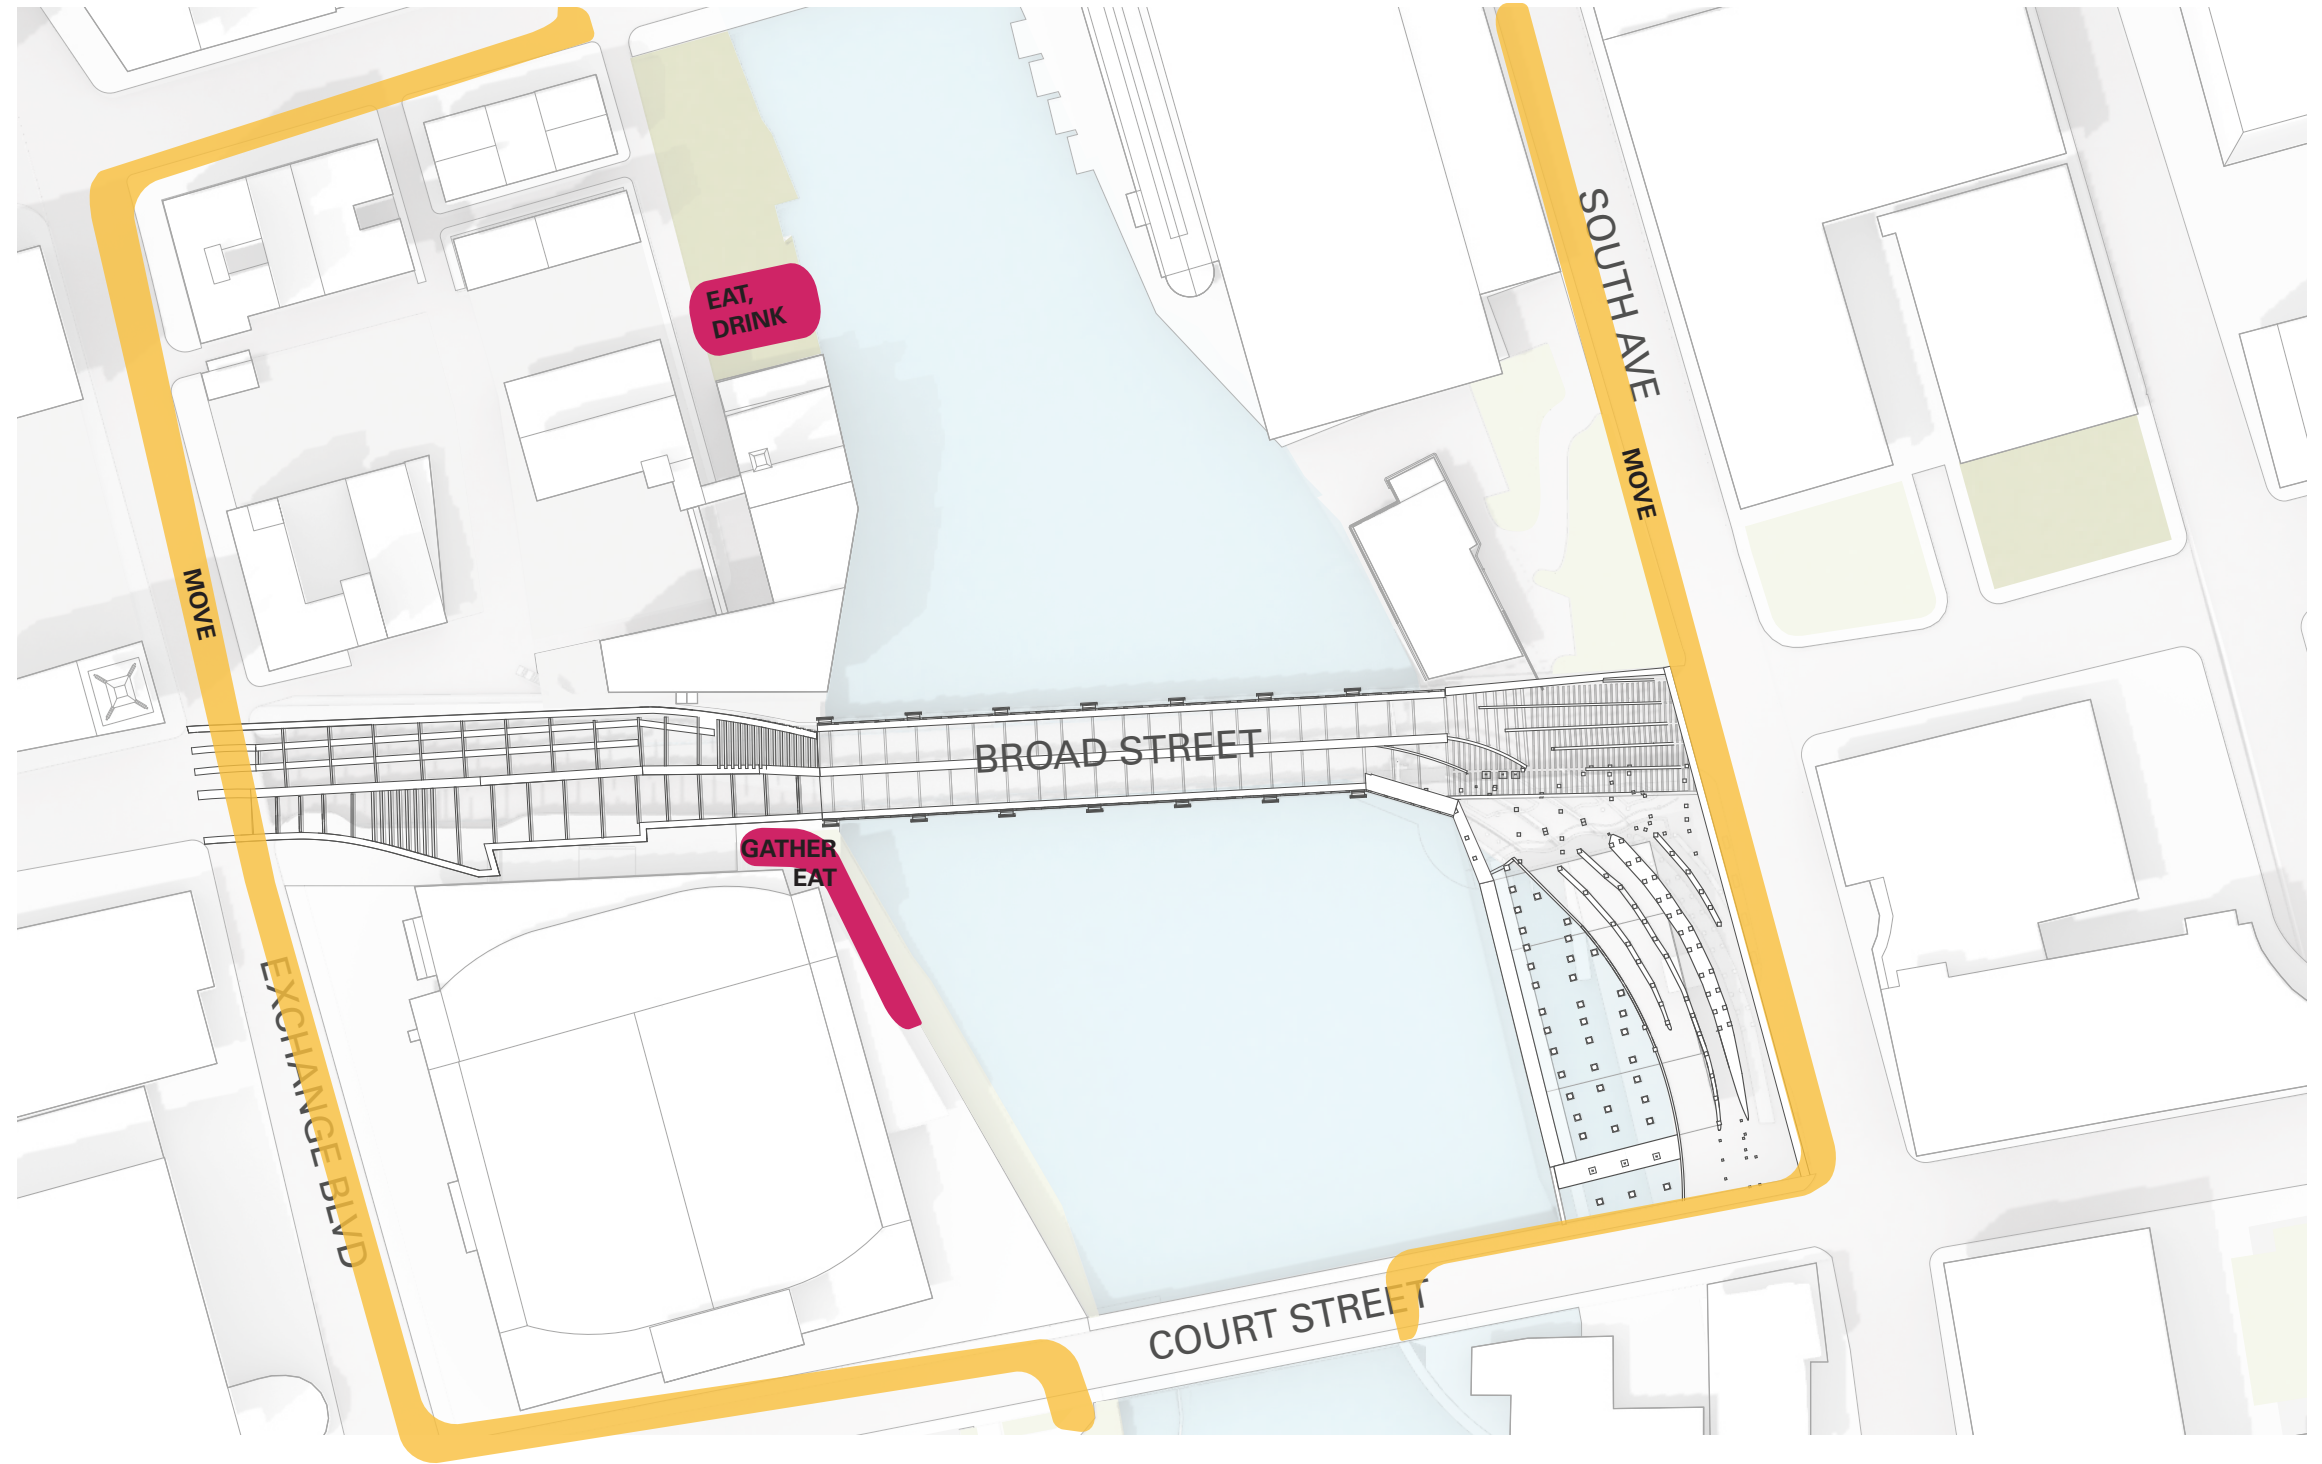 EAT,
DRINK
SOUTH AVE
MOVE
MOVE
BROAD STREET
GATHER
EAT
EXCHANGE BLVD
COURT STREET